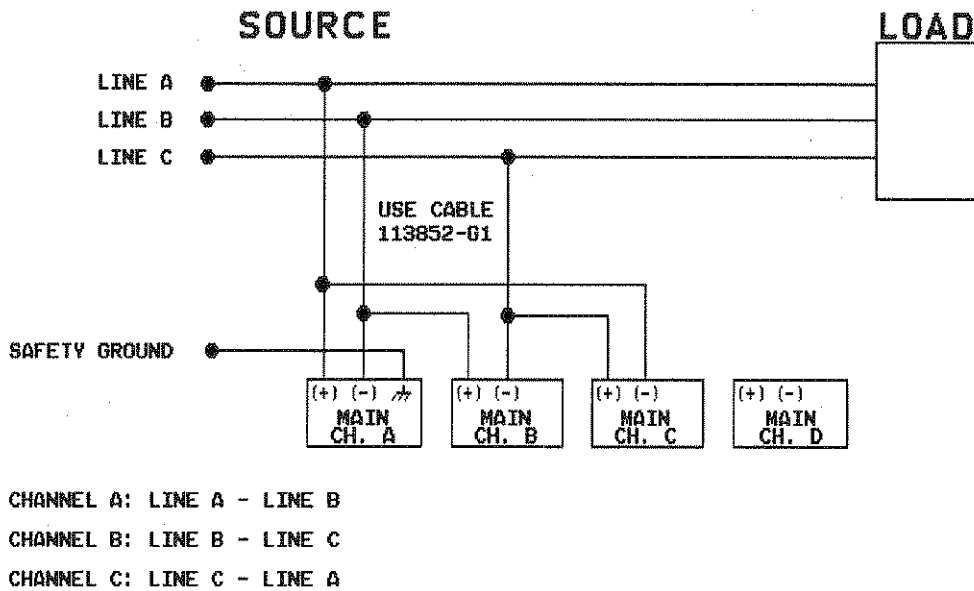 SOURCE
LOAD
LINE A
LINE B
LINE C
USE CABLE
113852-G1
SAFETY GROUND
(+) (-)
MAIN
CH. A
(+) (-)
MAIN
CH. B
(+) (-)
MAIN
CH. C
(+) (-)
MAIN
CH. D
CHANNEL A: LINE A - LINE B
CHANNEL B: LINE B - LINE C
CHANNEL C: LINE C - LINE A